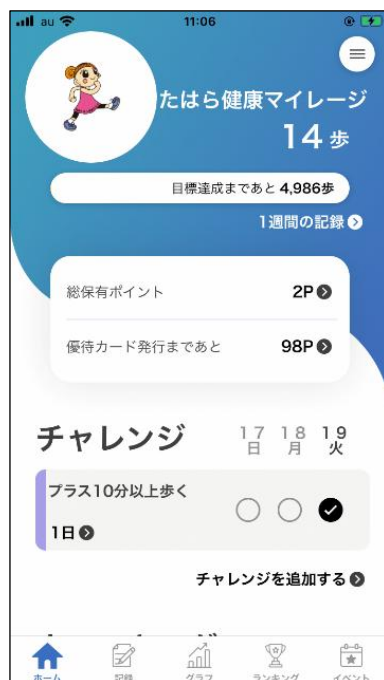 au 11:06
たはら健康マイレージ
14 歩
目標達成まであと 4,986歩
1週間の記録
総保有ポイント 2P
優待カード発行まであと 98P
チャレンジ 17 18 19
日 月 火
プラス10分以上歩く
1日
チャレンジを追加する
ホーム 記録 グラフ ランキング イベント